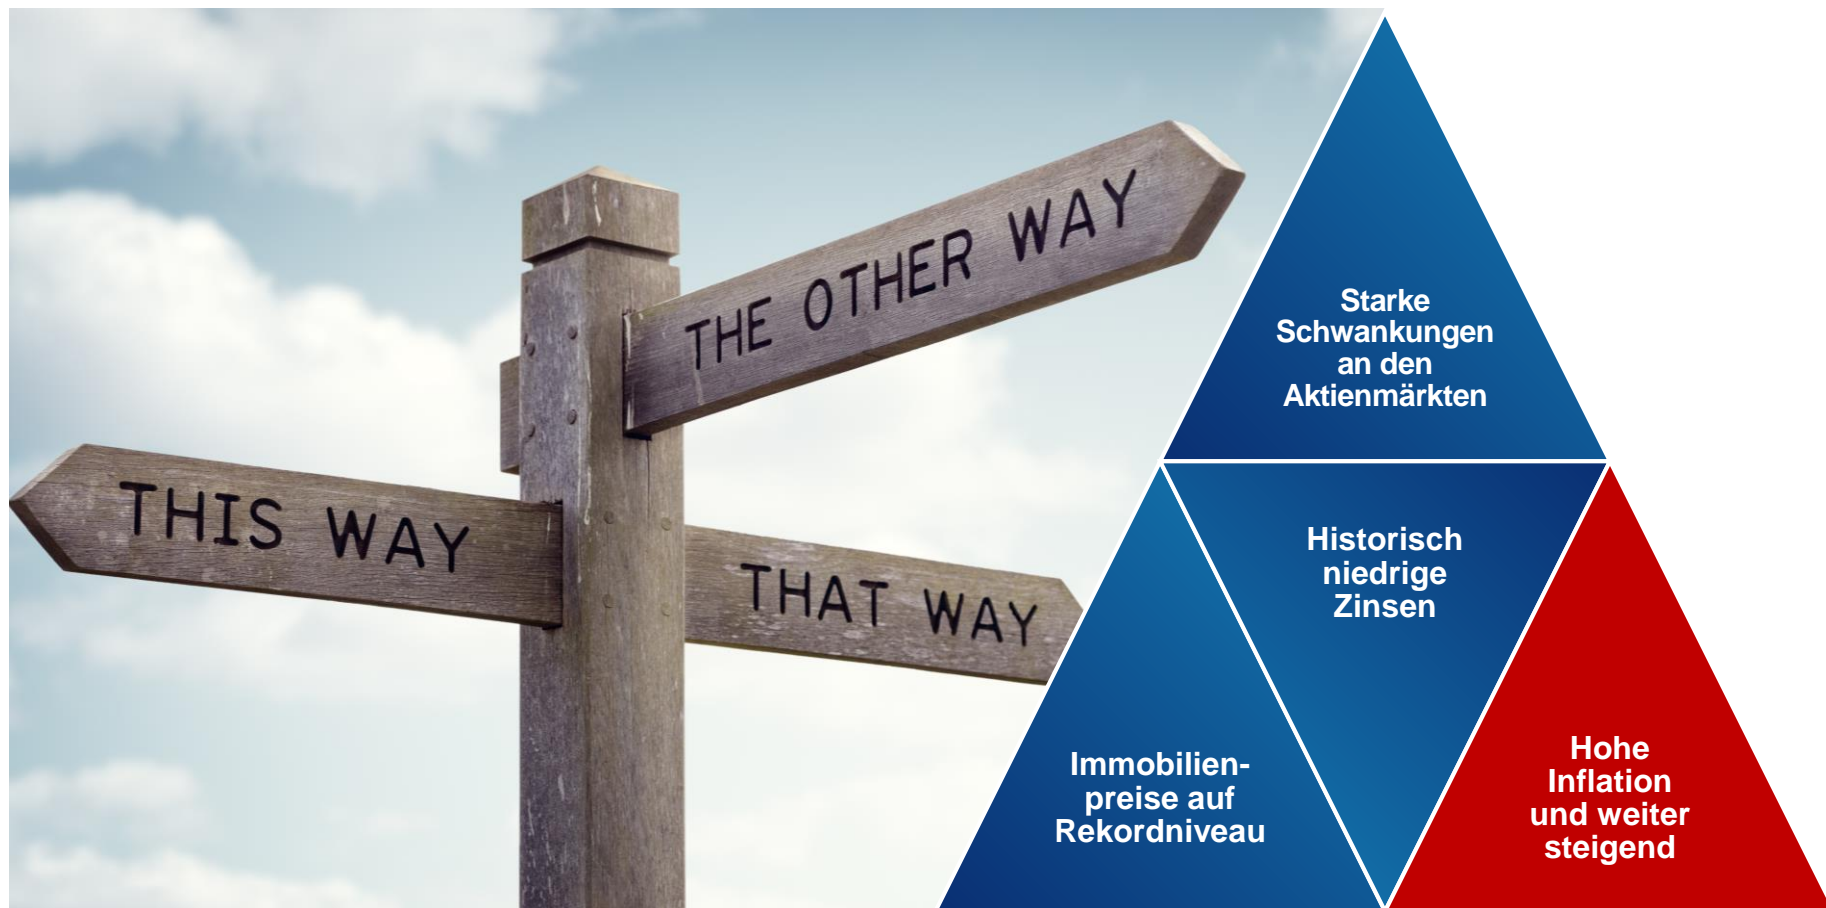 THE OTHER WAY
THIS WAY
THAT WAY
Starke
Schwankungen
an den
Aktienmärkten
Historisch
niedrige
Zinsen
Immobilien-
preise auf
Rekordniveau
Hohe
Inflation
und weiter
steigend